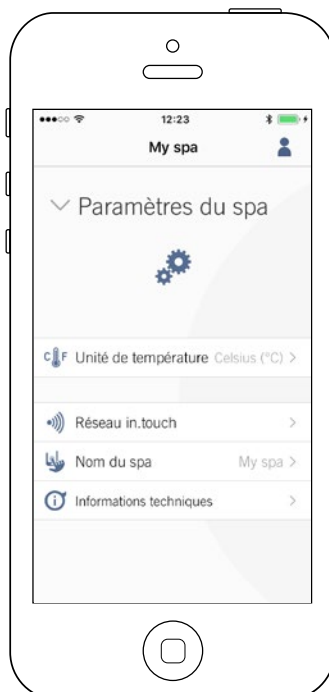 12:23
My spa
Paramètres du spa
C F Unité de température Celsius (°C)
Réseau in.touch
Nom du spa My spa
Informations techniques